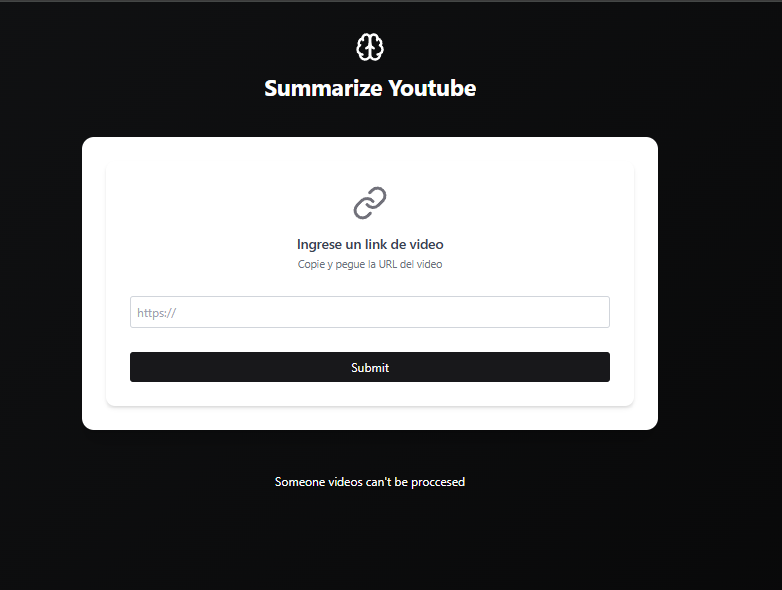 Summarize Youtube
Ingrese un link de video
Copie y pegue la URL del video
https://
Submit
Someone videos can't be proccesed